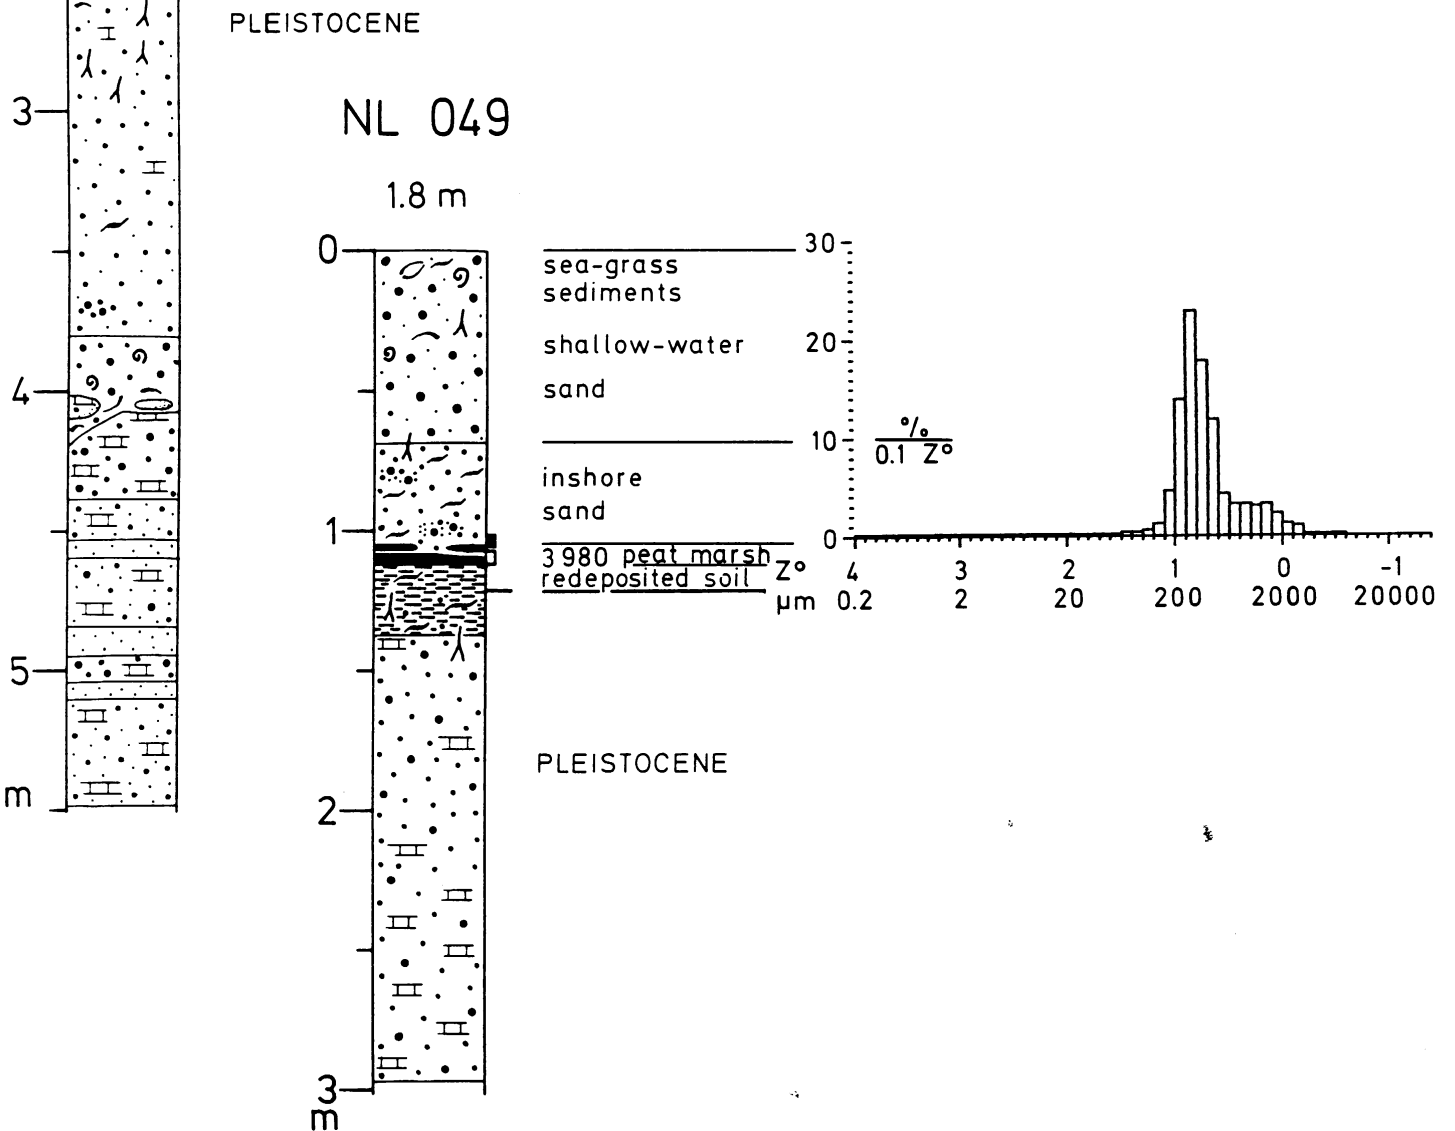 PLEISTOCENE
3
4
5
m
NL 049
1.8 m
0
1
2
3
m
sea-grass
sediments
shallow-water
sand
inshore
sand
3980 peat marsh
redeposited soil
PLEISTOCENE
30
20
10
0
%
0.1 Z°
Z° 4 3 2 1 0 -1
µm 0.2 2 20 200 2000 20000